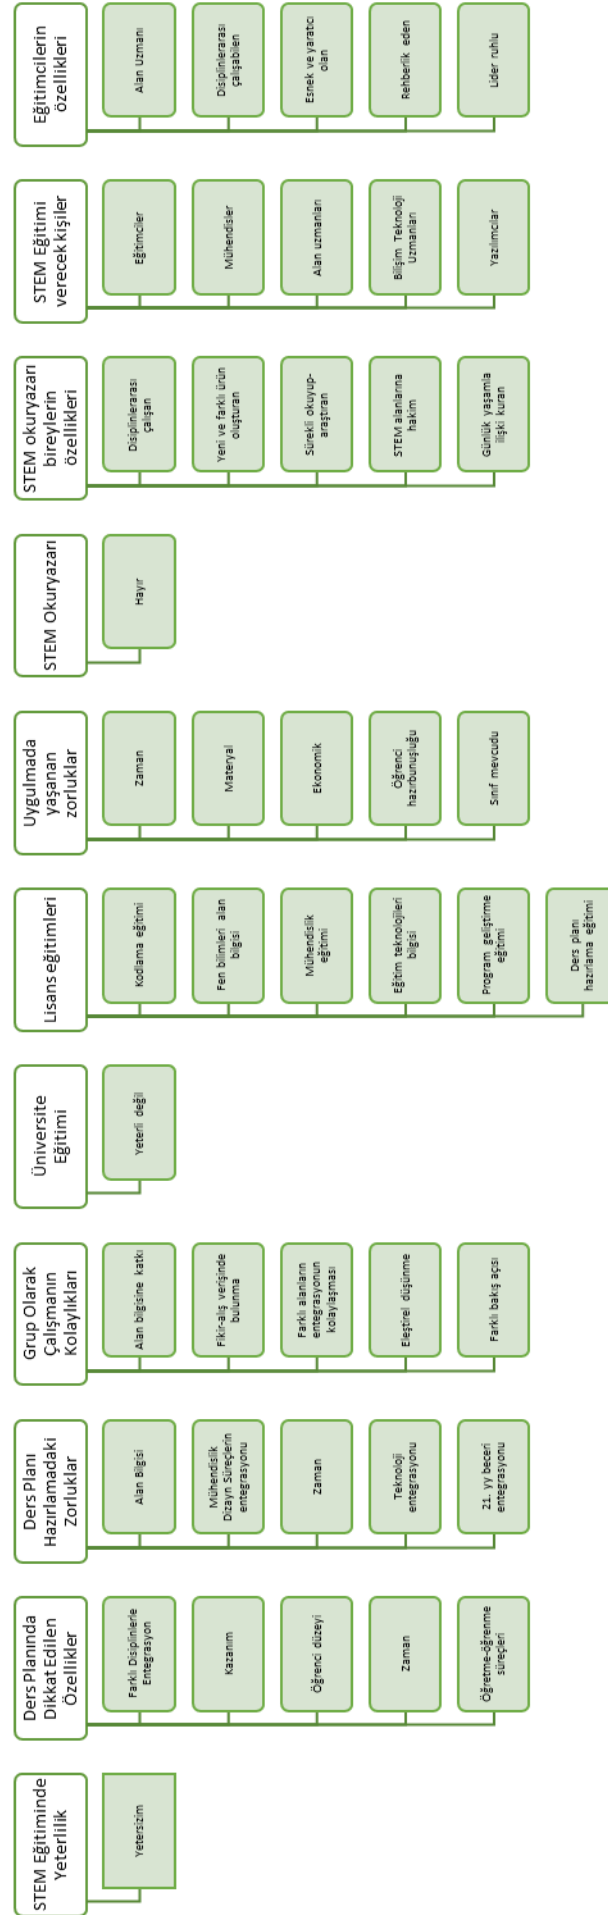 STEM Eğitiminde
Yeterlilik
Yetersizim
Ders Planında
Dikkat Edilen
Özellikler
Farklı Disiplinlerle
Entegrasyon
Kazanım
Öğrenci düzeyi
Zaman
Öğretme-öğrenme
süreçleri
Ders Planı
Hazırlamadaki
Zorluklar
Alan Bilgisi
Mühendislik
Dizayn Süreçlerin
entegrasyonu
Zaman
Teknoloji
entegrasyonu
21. yy beceri
entegrasyonu
Grup Olarak
Çalışmanın
Kolaylıkları
Alan bilgisine katkı
Fikir-alış verişinde
bulunma
Farklı alanların
entegrasyonun
kolaylaşması
Eleştirel düşünme
Farklı bakış açısı
Üniversite
Eğitimi
Yeterli değil
Lisans eğitimleri
Kodlama eğitimi
Fen bilimleri alan
bilgisi
Mühendislik
eğitimi
Eğitim teknolojileri
bilgisi
Program geliştirme
eğitimi
Ders planı
hazırlama eğitimi
Uygulmada
yaşanan
zorluklar
Zaman
Materyal
Ekonomik
Öğrenci
hazırbunuşluğu
Sınıf mevcudu
STEM Okuryazarı
Hayır
STEM okuryazarı
bireylerin
özellikleri
Disiplinlerarası
çalışan
Yeni ve farklı ürün
oluşturan
Sürekli okuyup-
araştıran
STEM alanlarına
hakim
Günlük yaşamla
ilişki kuran
STEM Eğitimi
verecek kişiler
Eğitimciler
Mühendisler
Alan uzmanları
Bilişim Teknoloji
Uzmanları
Yazılımcılar
Eğitimcilerin
özellikleri
Alan Uzmanı
Disiplinlerarası
çalışabilen
Esnek ve yaratıcı
olan
Rehberlik eden
Lider ruhlu